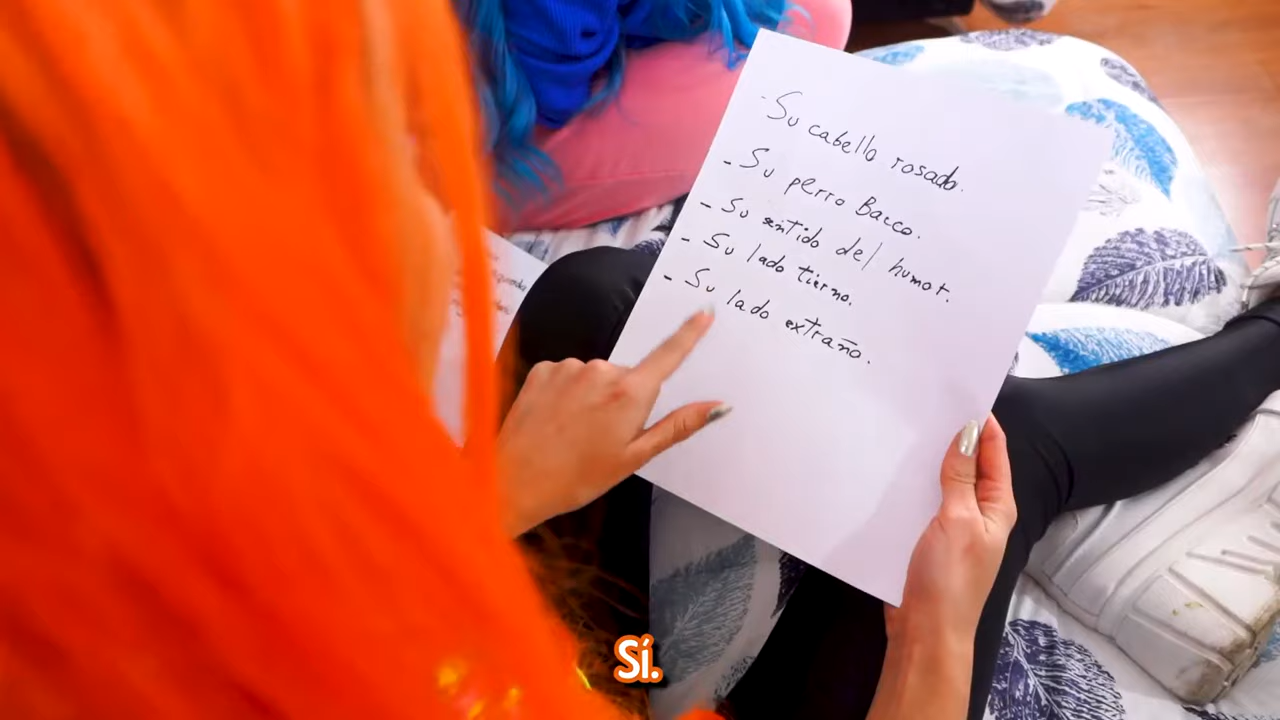 - Su cabello rosado.
- Su perro Bacco.
- Su sentido del humor.
- Su lado tierno.
- Su lado extraño.
Sí.